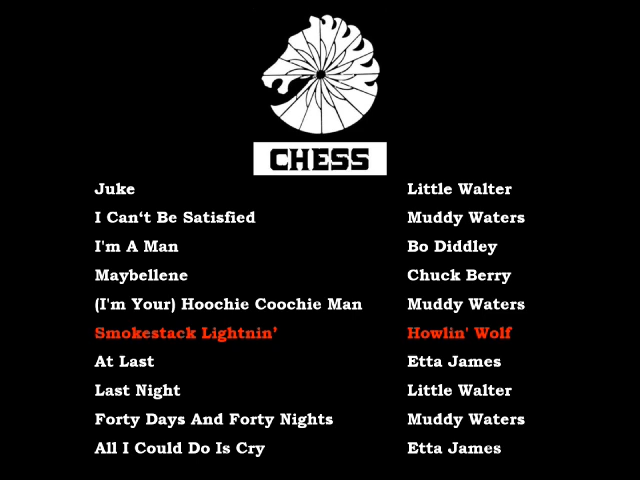 CHESS
Juke Little Walter
I Can‘t Be Satisfied Muddy Waters
I'm A Man Bo Diddley
Maybellene Chuck Berry
(I'm Your) Hoochie Coochie Man Muddy Waters
Smokestack Lightnin’ Howlin' Wolf
At Last Etta James
Last Night Little Walter
Forty Days And Forty Nights Muddy Waters
All I Could Do Is Cry Etta James